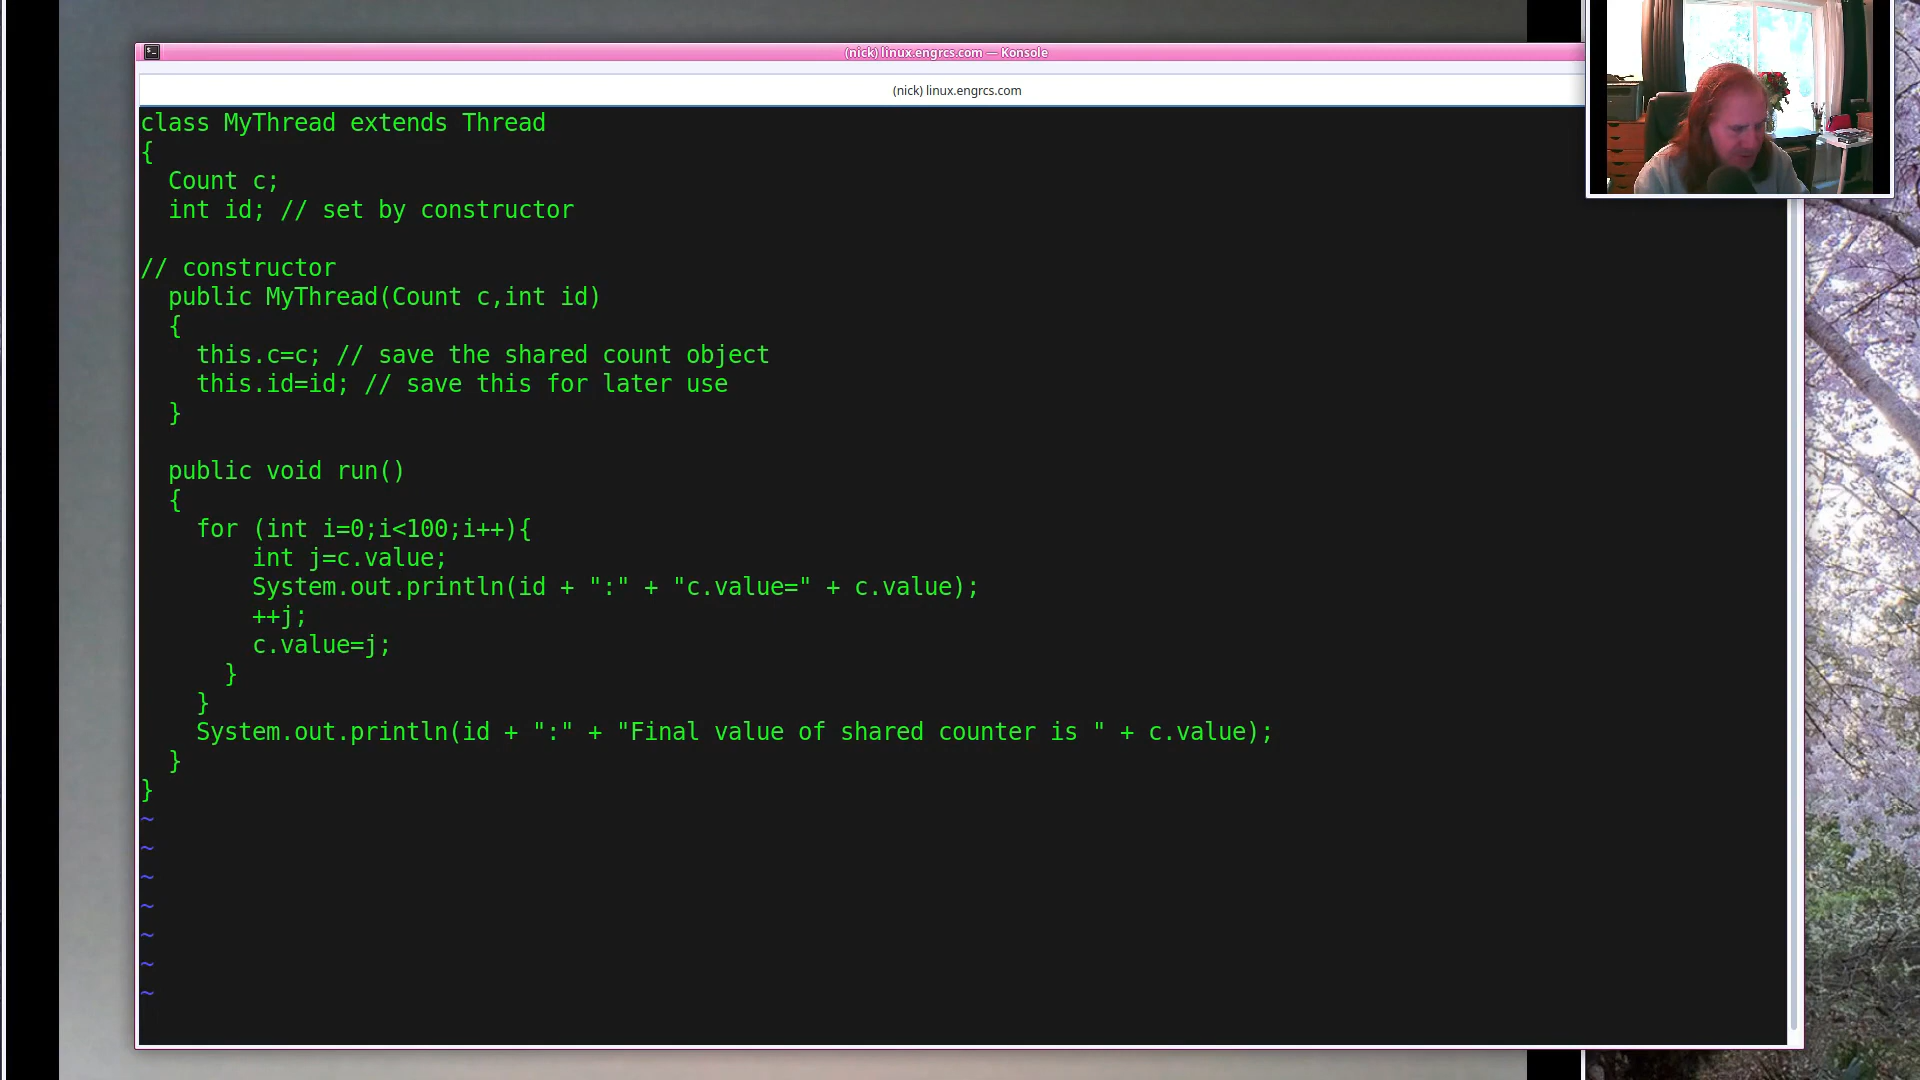 (nick) linux.engrcs.com — Konsole
(nick) linux.engrcs.com
class MyThread extends Thread
{
  Count c;
  int id; // set by constructor

// constructor
  public MyThread(Count c,int id)
  {
    this.c=c; // save the shared count object
    this.id=id; // save this for later use
  }

  public void run()
  {
    for (int i=0;i<100;i++){
        int j=c.value;
        System.out.println(id + ":" + "c.value=" + c.value);
        ++j;
        c.value=j;
      }
    }
    System.out.println(id + ":" + "Final value of shared counter is " + c.value);
  }
}
~
~
~
~
~
~
~